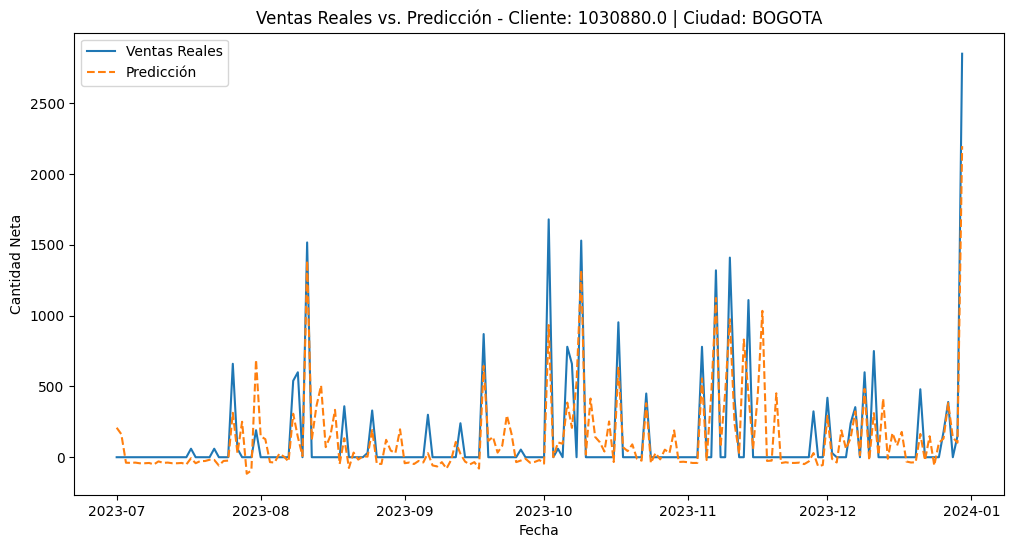 Ventas Reales vs. Predicción - Cliente: 1030880.0 | Ciudad: BOGOTA
Ventas Reales
Predicción
Cantidad Neta
2500
2000
1500
1000
500
0
2023-07
2023-08
2023-09
2023-10
2023-11
2023-12
2024-01
Fecha